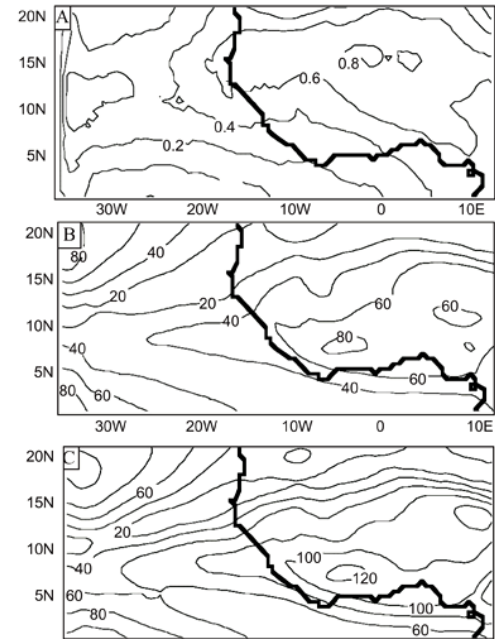 20N A
15N 0.8
0.6
10N
0.4
5N 0.2
30W 20W 10W 0 10E
20N B
80 40
15N
20 20 60 60
10N 40
80
40
5N 60
40
80 60
30W 20W 10W 0 10E
20N C
60
15N
20
10N 100
40 120
5N 60
100
80 60